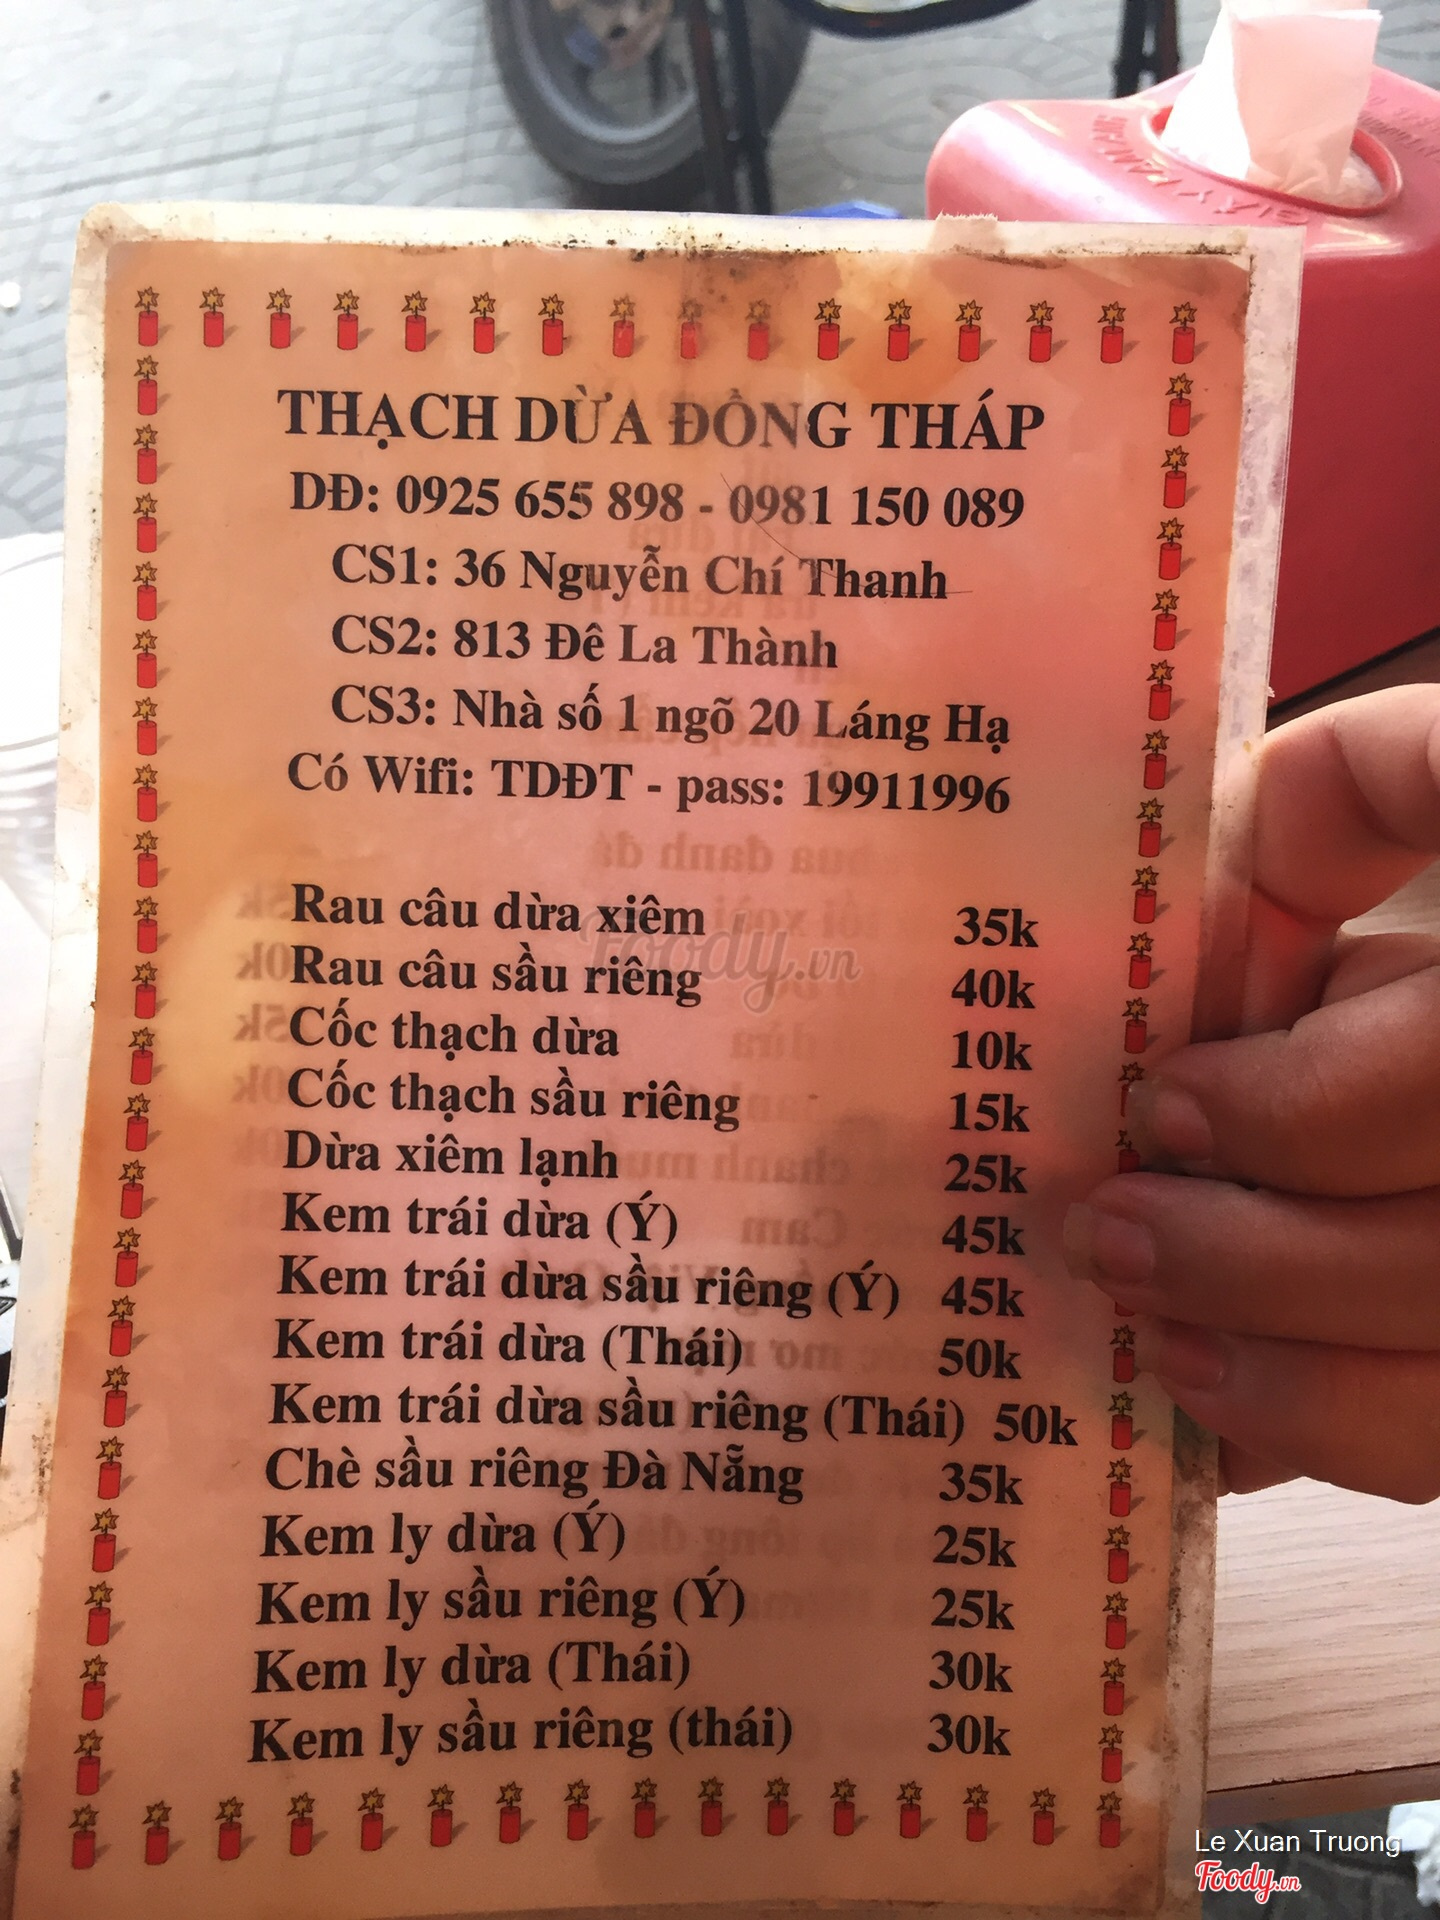 GIẤY
THẠCH DỪA ĐỒNG THÁP
DĐ: 0925 655 898 - 0981 150 089
CS1: 36 Nguyễn Chí Thanh
CS2: 813 Đê La Thành
CS3: Nhà số 1 ngõ 20 Láng Hạ
Có Wifi: TDĐT - pass: 19911996
Rau câu dừa xiêm 35k
Rau câu sầu riêng 40k
Cốc thạch dừa 10k
Cốc thạch sầu riêng 15k
Dừa xiêm lạnh 25k
Kem trái dừa (Ý) 45k
Kem trái dừa sầu riêng (Ý) 45k
Kem trái dừa (Thái) 50k
Kem trái dừa sầu riêng (Thái) 50k
Chè sầu riêng Đà Nẵng 35k
Kem ly dừa (Ý) 25k
Kem ly sầu riêng (Ý) 25k
Kem ly dừa (Thái) 30k
Kem ly sầu riêng (thái) 30k
Foody.vn
Le Xuan Truong
Foody.vn